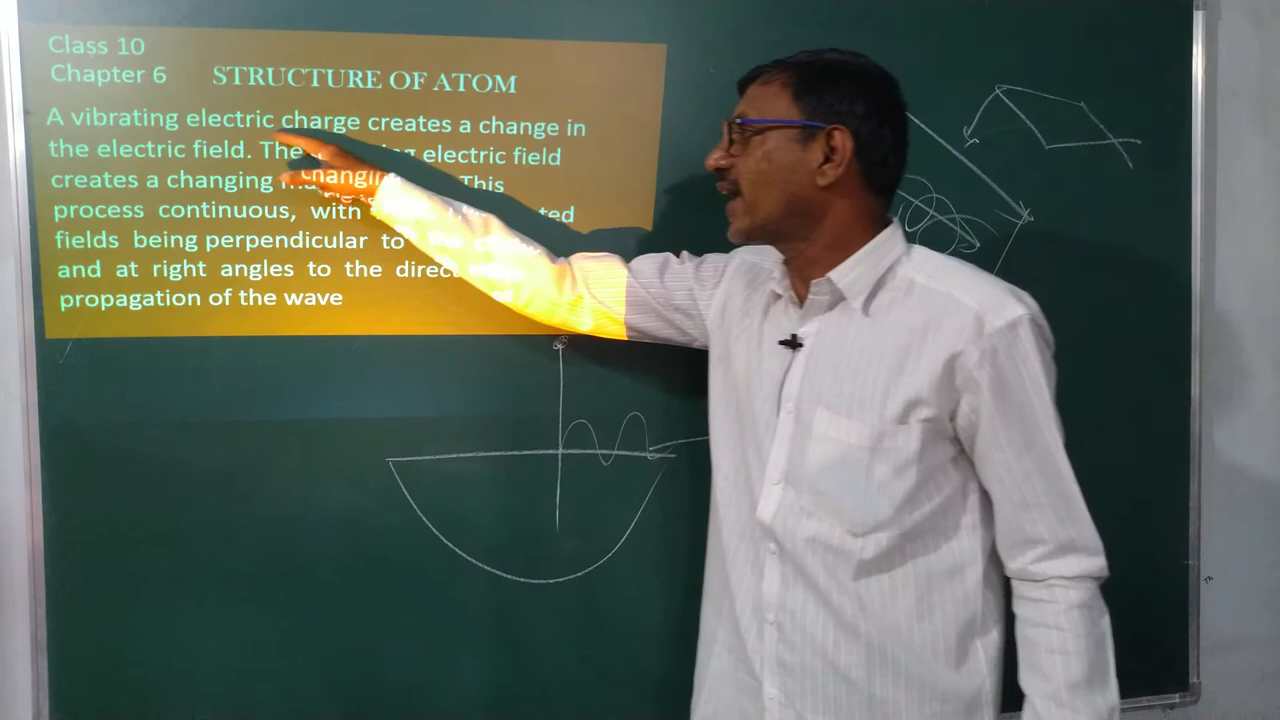 Class 10
Chapter 6 STRUCTURE OF ATOM
A vibrating electric charge creates a change in
the electric field. The electric field
creates a changing This
process continuous, with
fields being perpendicular to
and at right angles to the
propagation of the wave